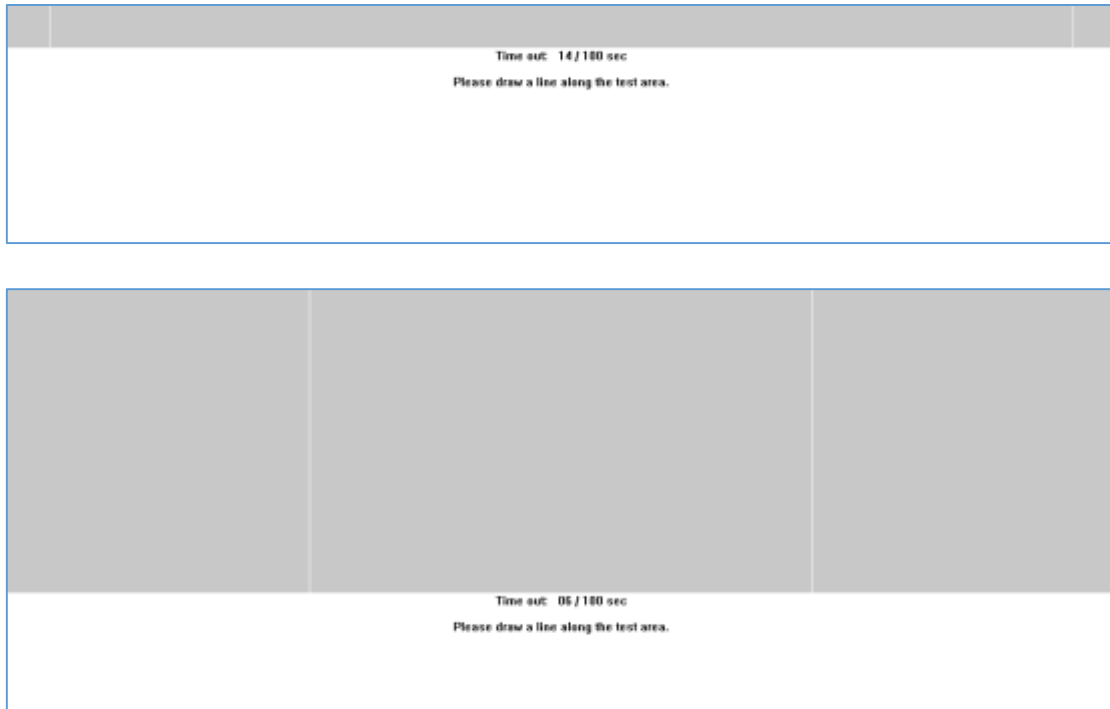 Time out: 14 / 100 sec
Please draw a line along the test area.
Time out: 06 / 100 sec
Please draw a line along the test area.